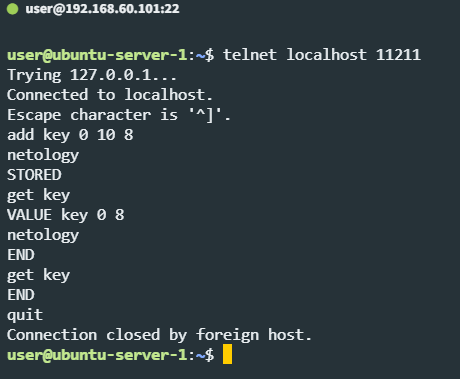 user@192.168.60.101:22
user@ubuntu-server-1:~$ telnet localhost 11211
Trying 127.0.0.1...
Connected to localhost.
Escape character is '^]'.
add key 0 10 8
netology
STORED
get key
VALUE key 0 8
netology
END
get key
END
quit
Connection closed by foreign host.
user@ubuntu-server-1:~$